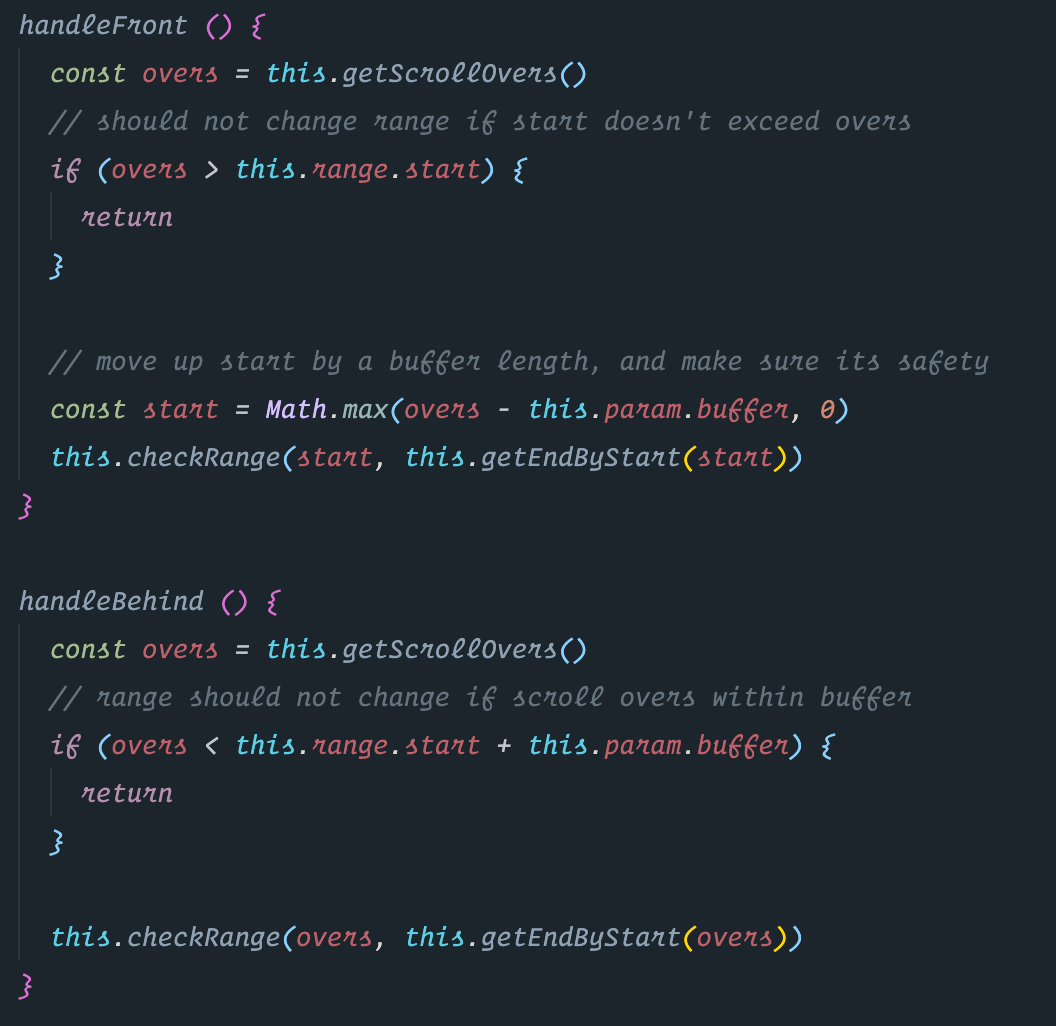 handleFront () {
  const overs = this.getScrollOvers()
  // should not change range if start doesn't exceed overs
  if (overs > this.range.start) {
    return
  }

  // move up start by a buffer length, and make sure its safety
  const start = Math.max(overs - this.param.buffer, 0)
  this.checkRange(start, this.getEndByStart(start))
}

handleBehind () {
  const overs = this.getScrollOvers()
  // range should not change if scroll overs within buffer
  if (overs < this.range.start + this.param.buffer) {
    return
  }

  this.checkRange(overs, this.getEndByStart(overs))
}